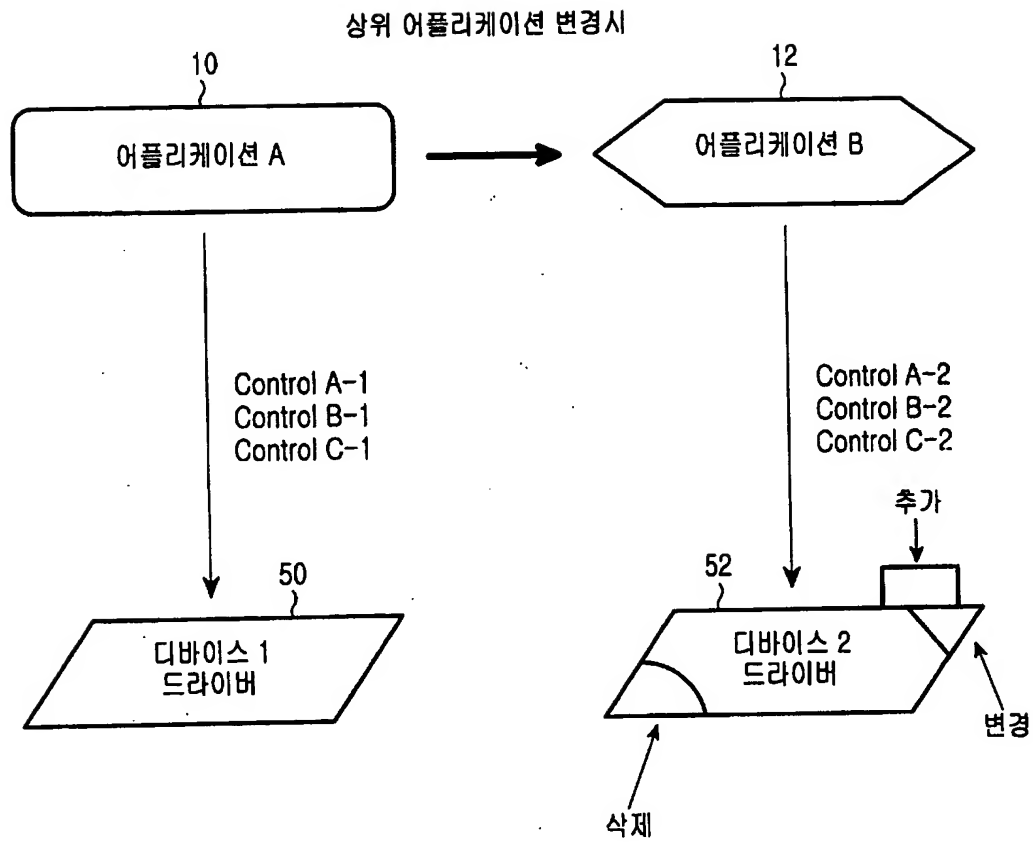 상위 어플리케이션 변경시
10
12
어플리케이션 A
어플리케이션 B
Control A-1
Control B-1
Control C-1
Control A-2
Control B-2
Control C-2
추가
50
52
디바이스 1
드라이버
디바이스 2
드라이버
변경
삭제